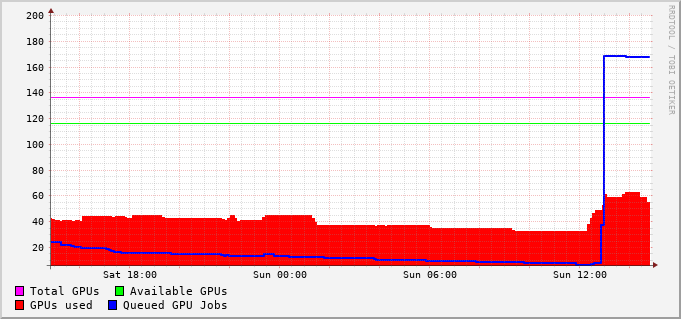 200
180
160
140
120
100
80
60
40
20
Sat 18:00 Sun 00:00 Sun 06:00 Sun 12:00
Total GPUs Available GPUs
GPUs used Queued GPU Jobs
RRDTOOL / TOBI OETIKER